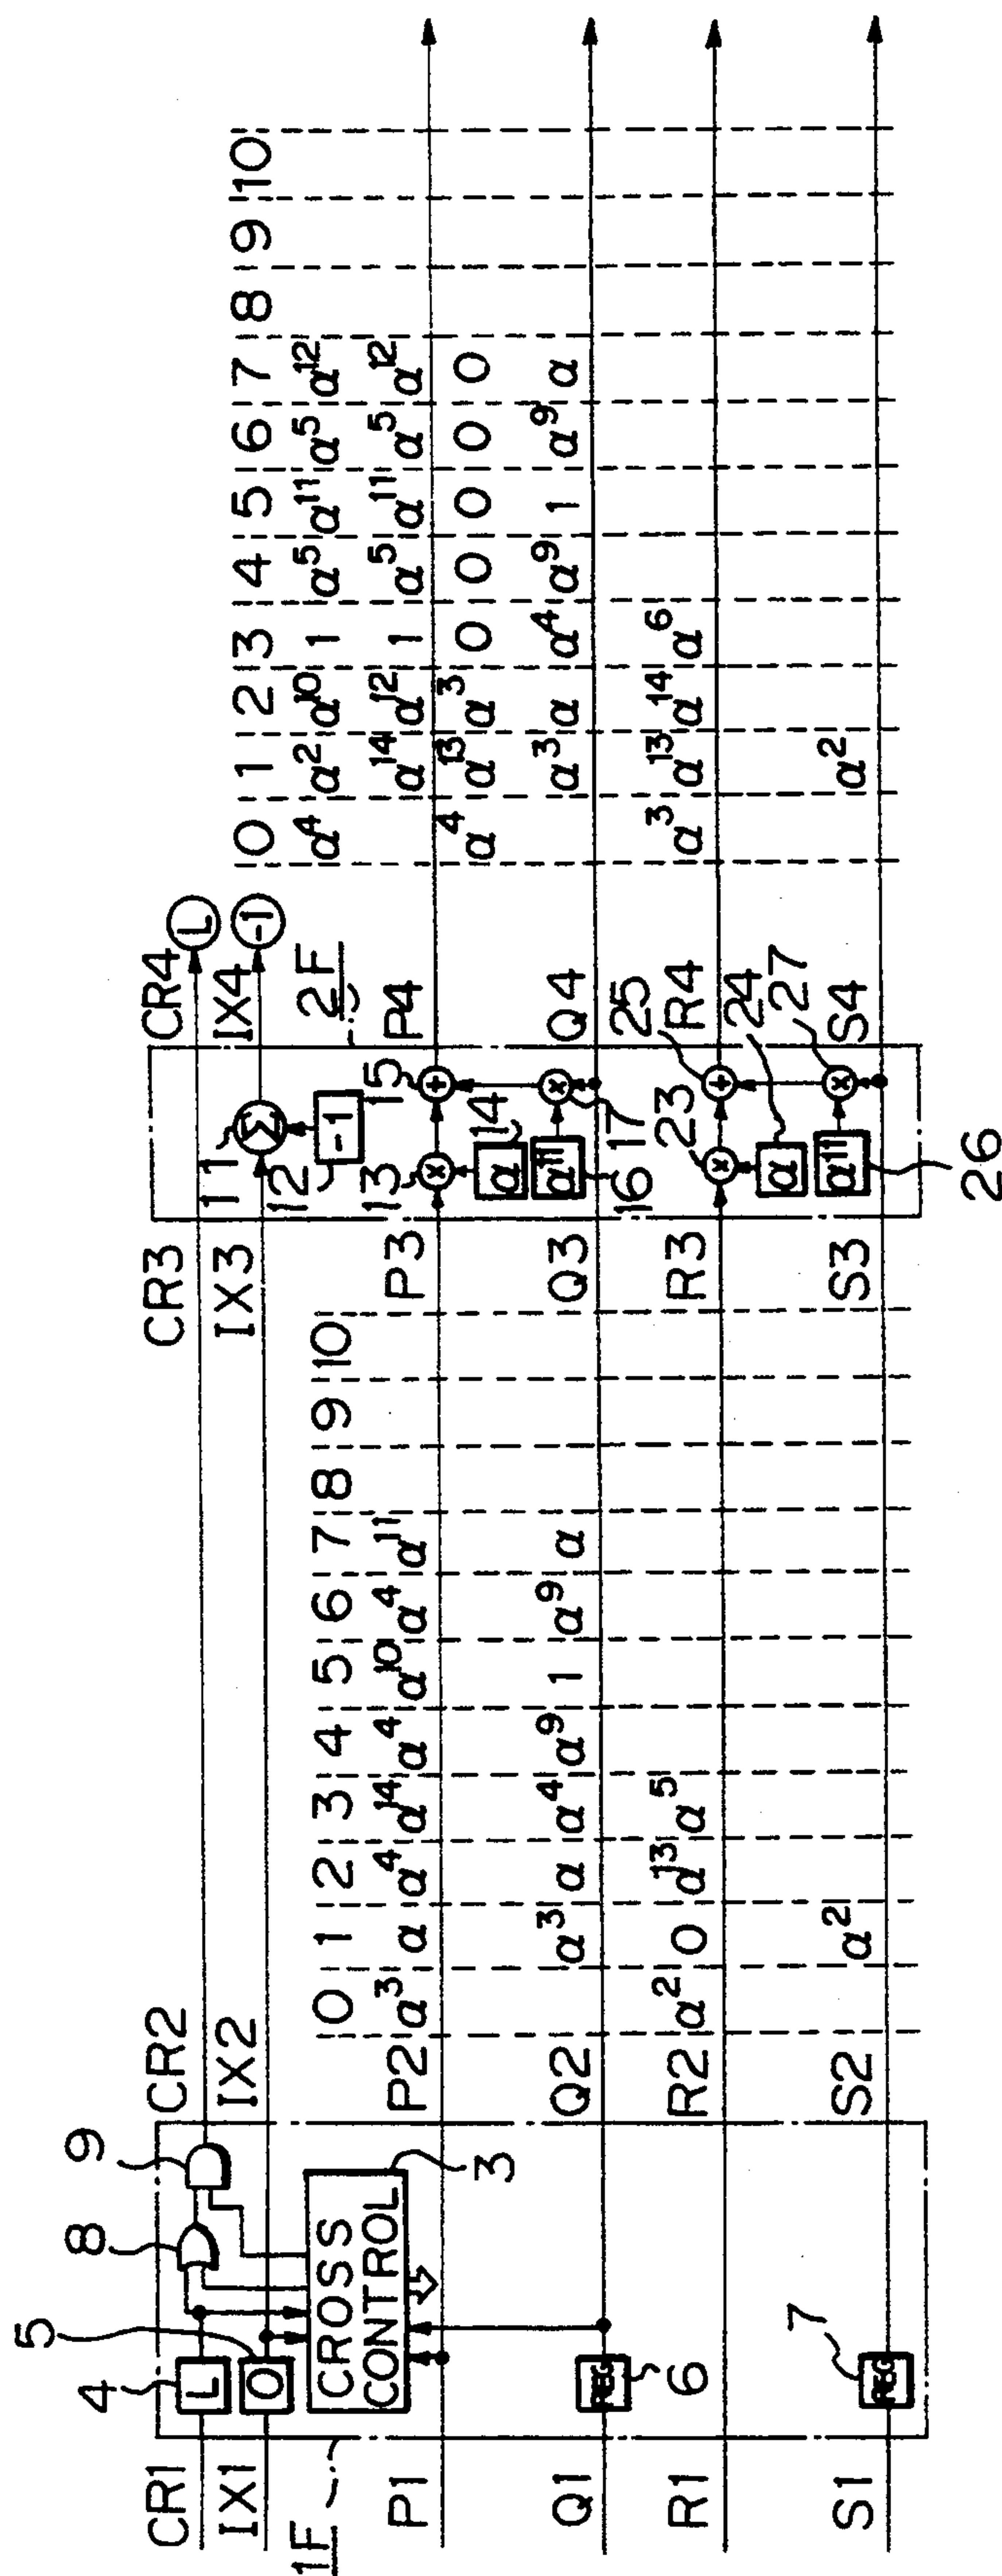 CR1
IX1
1F
P1
Q1
R1
S1
4
L
5
0
8
9
CROSS
CONTROL
3
REG
6
REG
7
CR2
IX2
P2
Q2
R2
S2
0 1 2 3 4 5 6 7 8 9 10
α³ α α⁴ α¹⁴ α⁴ α¹⁰ α⁴ α¹¹
α³ α α⁴ α⁹ 1 α⁹ α
α² 0 α¹³ α⁵
α²
CR3
IX3
P3
Q3
R3
S3
11
Σ
12
-1
13
×
15
+
14
α
α¹¹
×
16
17
23
×
25
+
24
α
α¹¹
×
27
26
CR4
L
IX4
-1
2F
P4
Q4
R4
S4
0 1 2 3 4 5 6 7 8 9 10
α⁴ α² α¹⁰ 1 α⁵ α¹¹ α⁵ α¹²
α¹⁴ α¹² 1 α⁵ α¹¹ α⁵ α¹²
α⁴ α¹³ α³ 0 0 0 0 0
α³ α α⁴ α⁹ 1 α⁹ α
α³ α¹³ α¹⁴ α⁶
α²